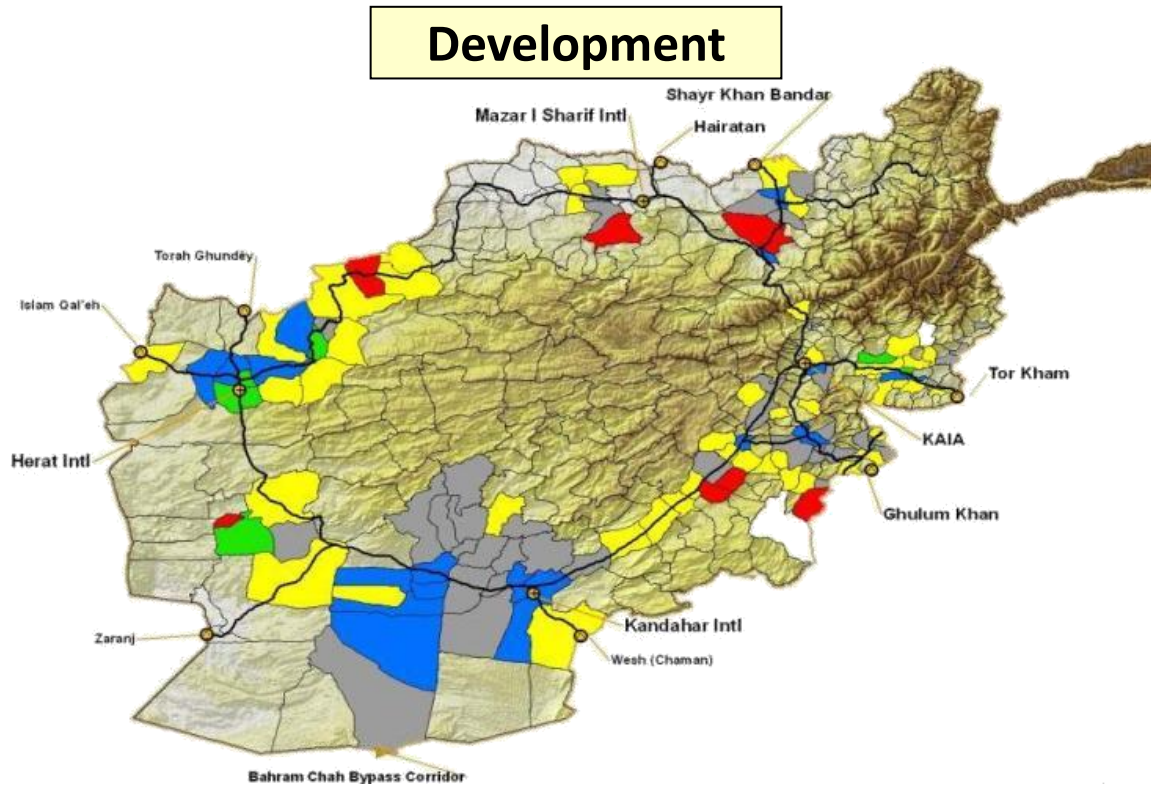 Development
Shayr Khan Bandar
Mazar I Sharif Intl
Hairatan
Torah Ghundēy
Islam Qal'eh
Tor Kham
KAIA
Herat Intl
Ghulum Khan
Kandahar Intl
Zaranj
Wesh (Chaman)
Bahram Chah Bypass Corridor